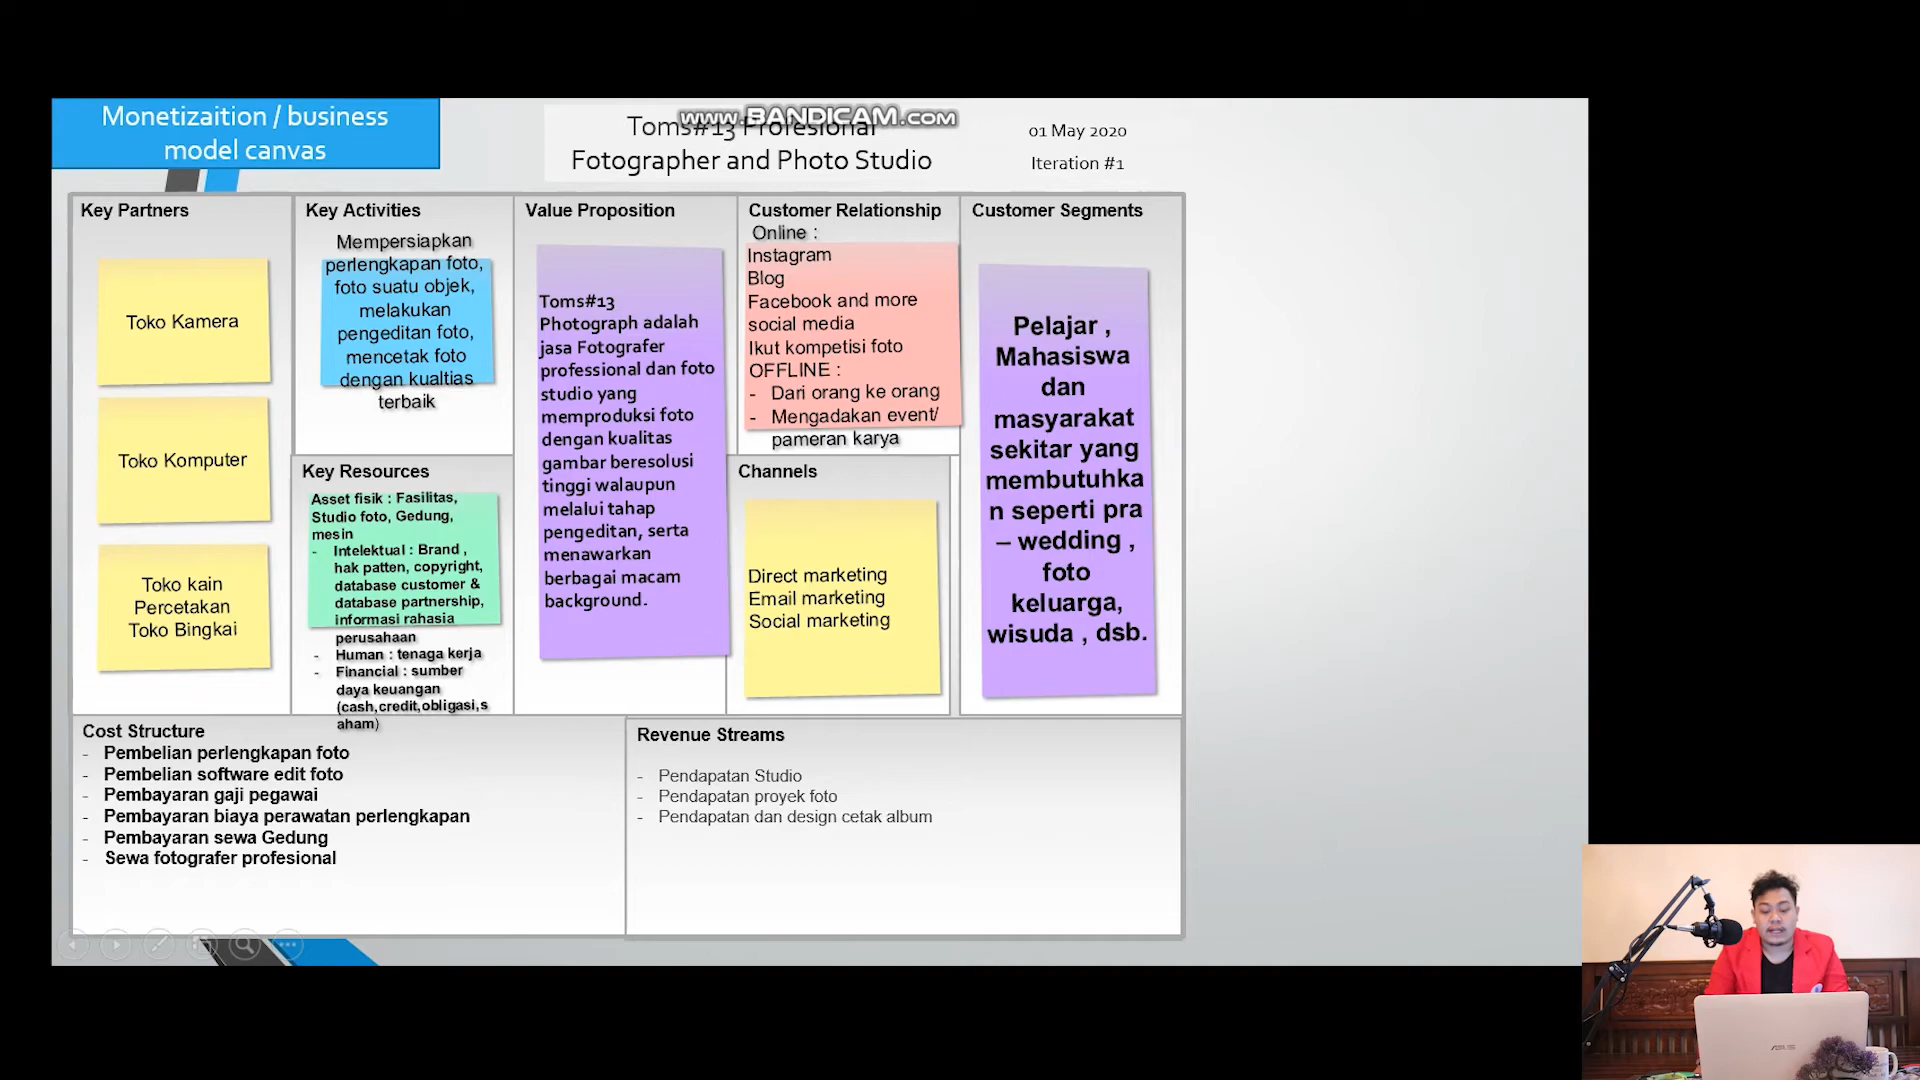 www.BANDICAM.com
Monetizaition / business
model canvas
Toms#13 Profesional
Fotographer and Photo Studio
01 May 2020
Iteration #1
Key Partners
Toko Kamera
Toko Komputer
Toko kain
Percetakan
Toko Bingkai
Key Activities
Mempersiapkan
perlengkapan foto,
foto suatu objek,
melakukan
pengeditan foto,
mencetak foto
dengan kualtias
terbaik
Key Resources
Asset fisik : Fasilitas,
Studio foto, Gedung,
mesin
- Intelektual : Brand ,
hak patten, copyright,
database customer &
database partnership,
informasi rahasia
perusahaan
- Human : tenaga kerja
- Financial : sumber
daya keuangan
(cash,credit,obligasi,s
aham)
Value Proposition
Toms#13
Photograph adalah
jasa Fotografer
professional dan foto
studio yang
memproduksi foto
dengan kualitas
gambar beresolusi
tinggi walaupun
melalui tahap
pengeditan, serta
menawarkan
berbagai macam
background.
Customer Relationship
Online :
Instagram
Blog
Facebook and more
social media
Ikut kompetisi foto
OFFLINE :
- Dari orang ke orang
- Mengadakan event/
pameran karya
Channels
Direct marketing
Email marketing
Social marketing
Customer Segments
Pelajar ,
Mahasiswa
dan
masyarakat
sekitar yang
membutuhka
n seperti pra
– wedding ,
foto
keluarga,
wisuda , dsb.
Cost Structure
- Pembelian perlengkapan foto
- Pembelian software edit foto
- Pembayaran gaji pegawai
- Pembayaran biaya perawatan perlengkapan
- Pembayaran sewa Gedung
- Sewa fotografer profesional
Revenue Streams
- Pendapatan Studio
- Pendapatan proyek foto
- Pendapatan dan design cetak album
ASUS